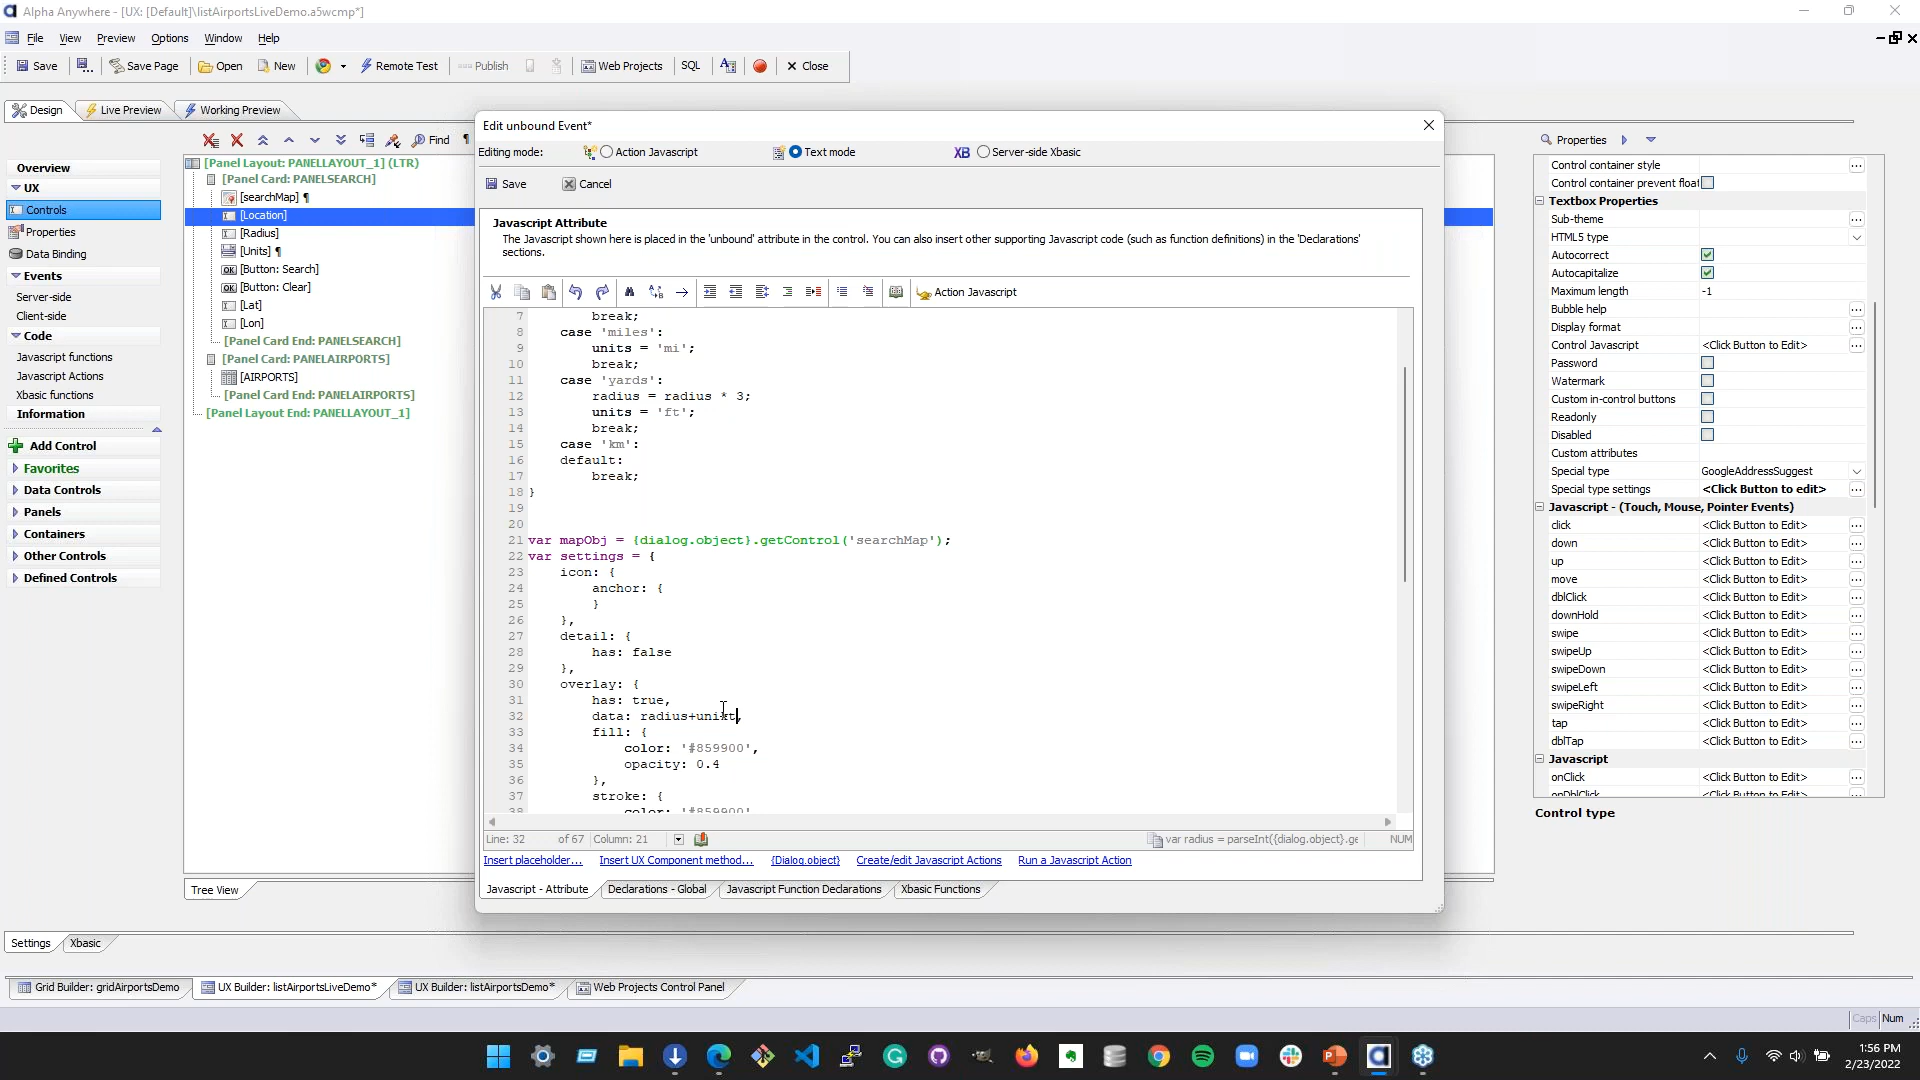 Alpha Anywhere - [UX: [Default]\listAirportsLiveDemo.a5wcmp*]
File View Preview Options Window Help
Save Save Page Open New Remote Test Publish Web Projects SQL Close
Design Live Preview Working Preview
Find
Overview
UX
Controls
Properties
Data Binding
Events
Server-side
Client-side
Code
Javascript functions
Javascript Actions
Xbasic functions
Information
Add Control
Favorites
Data Controls
Panels
Containers
Other Controls
Defined Controls
[Panel Layout: PANELLAYOUT_1] (LTR)
[Panel Card: PANELSEARCH]
[searchMap] ¶
[Location]
[Radius]
[Units] ¶
OK [Button: Search]
OK [Button: Clear]
[Lat]
[Lon]
[Panel Card End: PANELSEARCH]
[Panel Card: PANELAIRPORTS]
[AIRPORTS]
[Panel Card End: PANELAIRPORTS]
[Panel Layout End: PANELLAYOUT_1]
Tree View
Edit unbound Event*
Editing mode: Action Javascript Text mode XB Server-side Xbasic
Save Cancel
Javascript Attribute
The Javascript shown here is placed in the 'unbound' attribute in the control. You can also insert other supporting Javascript code (such as function definitions) in the 'Declarations'
sections.
Action Javascript
7 break;
8 case 'miles':
9 units = 'mi';
10 break;
11 case 'yards':
12 radius = radius * 3;
13 units = 'ft';
14 break;
15 case 'km':
16 default:
17 break;
18 }
19
20
21 var mapObj = {dialog.object}.getControl('searchMap');
22 var settings = {
23 icon: {
24 anchor: {
25 }
26 },
27 detail: {
28 has: false
29 },
30 overlay: {
31 has: true,
32 data: radius+unixt,
33 fill: {
34 color: '#859900',
35 opacity: 0.4
36 },
37 stroke: {
38 color: '#859900'
Line: 32 of 67 Column: 21 var radius = parseInt({dialog.object}.ge NUM
Insert placeholder... Insert UX Component method... {Dialog.object} Create/edit Javascript Actions Run a Javascript Action
Javascript - Attribute Declarations - Global Javascript Function Declarations Xbasic Functions
Properties
Control container style
Control container prevent float
Textbox Properties
Sub-theme
HTML5 type
Autocorrect
Autocapitalize
Maximum length -1
Bubble help
Display format
Control Javascript <Click Button to Edit>
Password
Watermark
Custom in-control buttons
Readonly
Disabled
Custom attributes
Special type GoogleAddressSuggest
Special type settings <Click Button to edit>
Javascript - (Touch, Mouse, Pointer Events)
click <Click Button to Edit>
down <Click Button to Edit>
up <Click Button to Edit>
move <Click Button to Edit>
dblClick <Click Button to Edit>
downHold <Click Button to Edit>
swipe <Click Button to Edit>
swipeUp <Click Button to Edit>
swipeDown <Click Button to Edit>
swipeLeft <Click Button to Edit>
swipeRight <Click Button to Edit>
tap <Click Button to Edit>
dblTap <Click Button to Edit>
Javascript
onClick <Click Button to Edit>
onDblClick <Click Button to Edit>
Control type
Settings Xbasic
Grid Builder: gridAirportsDemo UX Builder: listAirportsLiveDemo* UX Builder: listAirportsDemo* Web Projects Control Panel
Caps Num
1:56 PM
2/23/2022